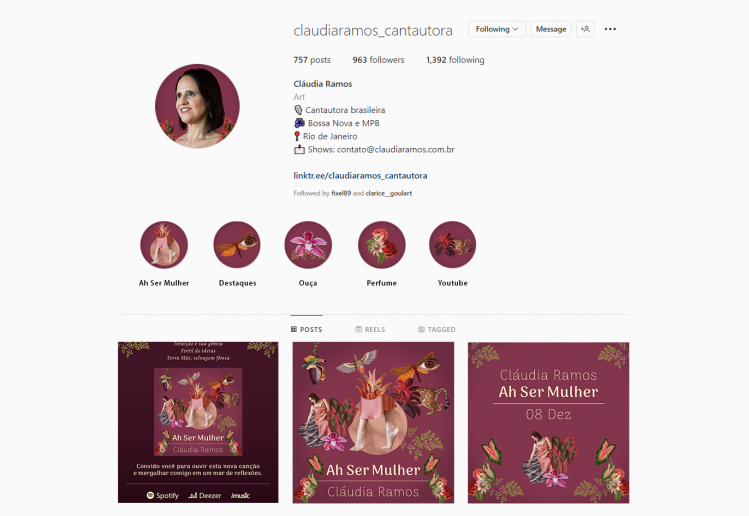 claudiaramos_cantautora
Following
Message
757 posts
963 followers
1,392 following
Cláudia Ramos
Art
Cantautora brasileira
Bossa Nova e MPB
Rio de Janeiro
Shows: contato@claudiaramos.com.br
linktr.ee/claudiaramos_cantautora
Followed by fixel89 and clarice__goulart
Ah Ser Mulher
Destaques
Ouça
Perfume
Youtube
POSTS
REELS
TAGGED
Intuição é sua gêmea
Fértil de ideias
Terra Mãe, selvagem fêmea
Ah Ser Mulher
Cláudia Ramos
Convido você para ouvir esta nova canção
e mergulhar comigo em um mar de reflexões.
Spotify
Deezer
imusic
Ah Ser Mulher
Cláudia Ramos
Cláudia Ramos
Ah Ser Mulher
08 Dez